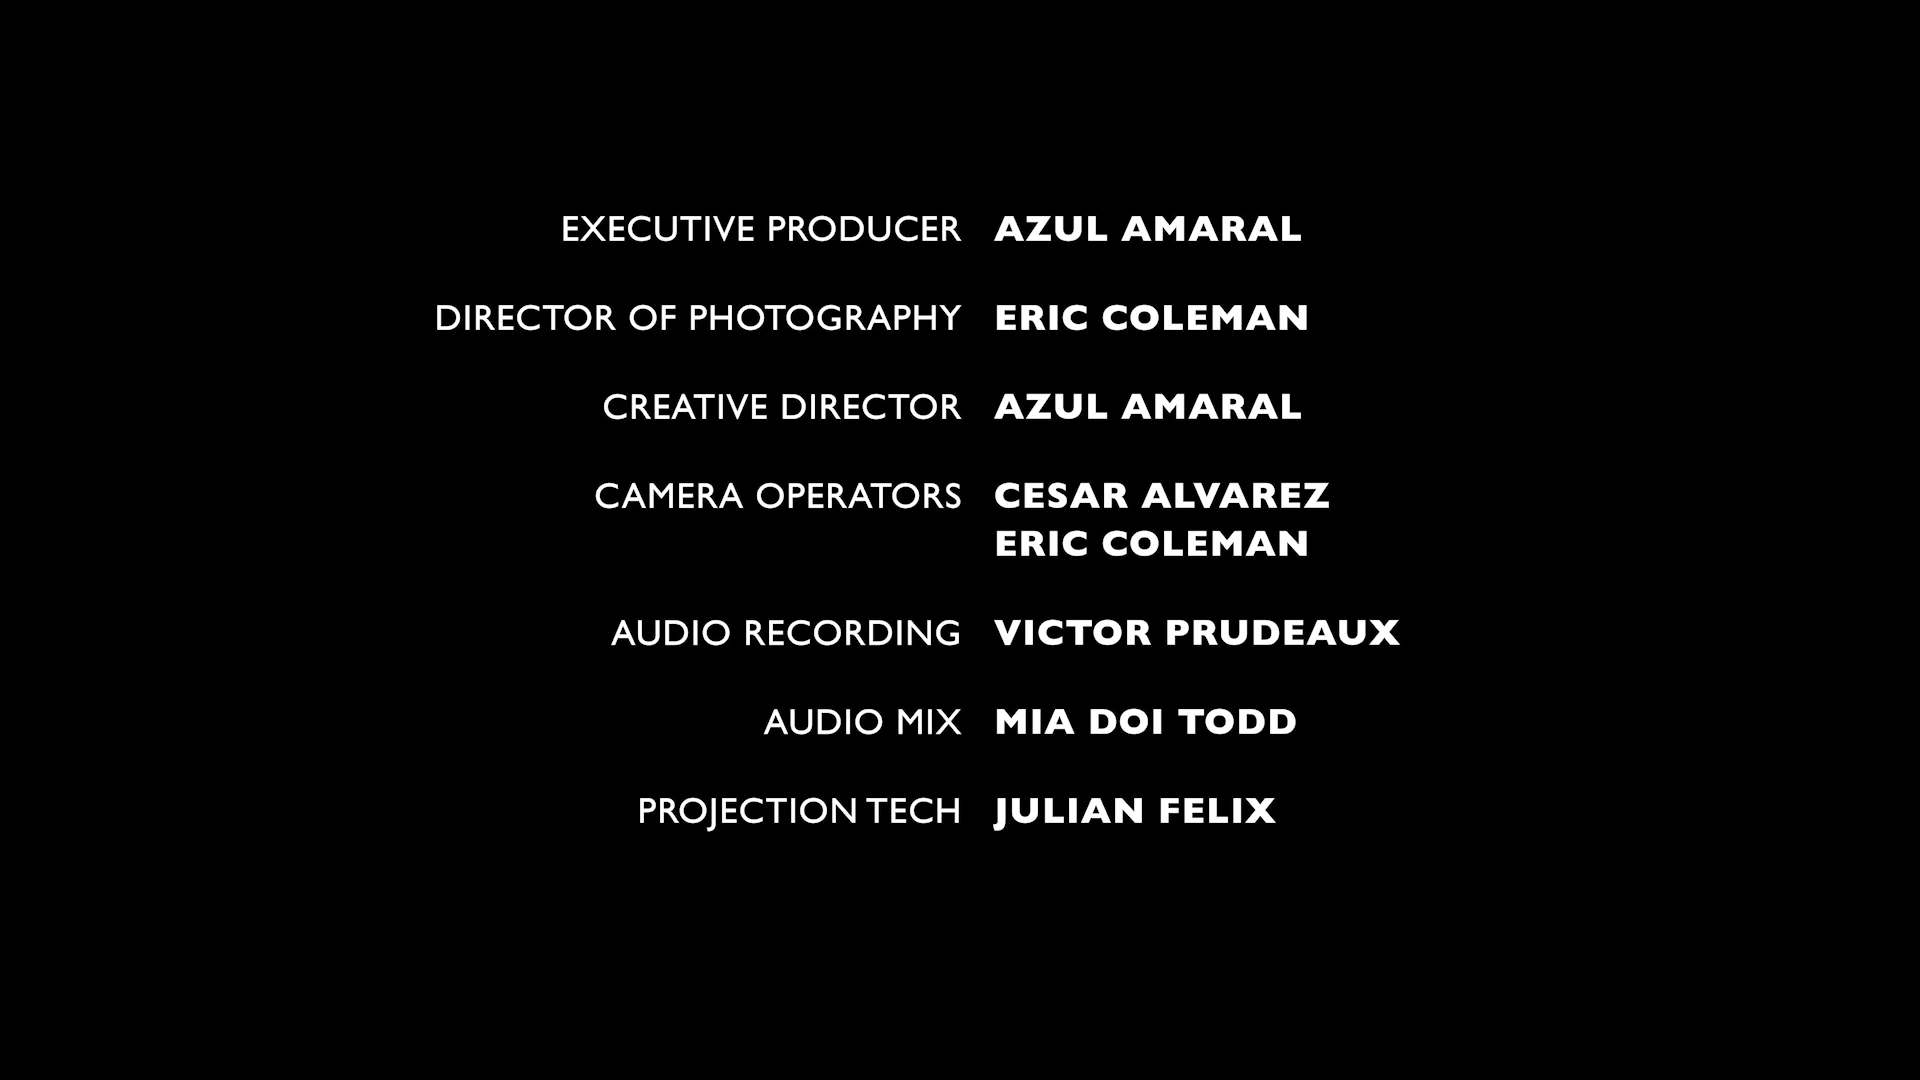 EXECUTIVE PRODUCER AZUL AMARAL
DIRECTOR OF PHOTOGRAPHY ERIC COLEMAN
CREATIVE DIRECTOR AZUL AMARAL
CAMERA OPERATORS CESAR ALVAREZ
ERIC COLEMAN
AUDIO RECORDING VICTOR PRUDEAUX
AUDIO MIX MIA DOI TODD
PROJECTION TECH JULIAN FELIX